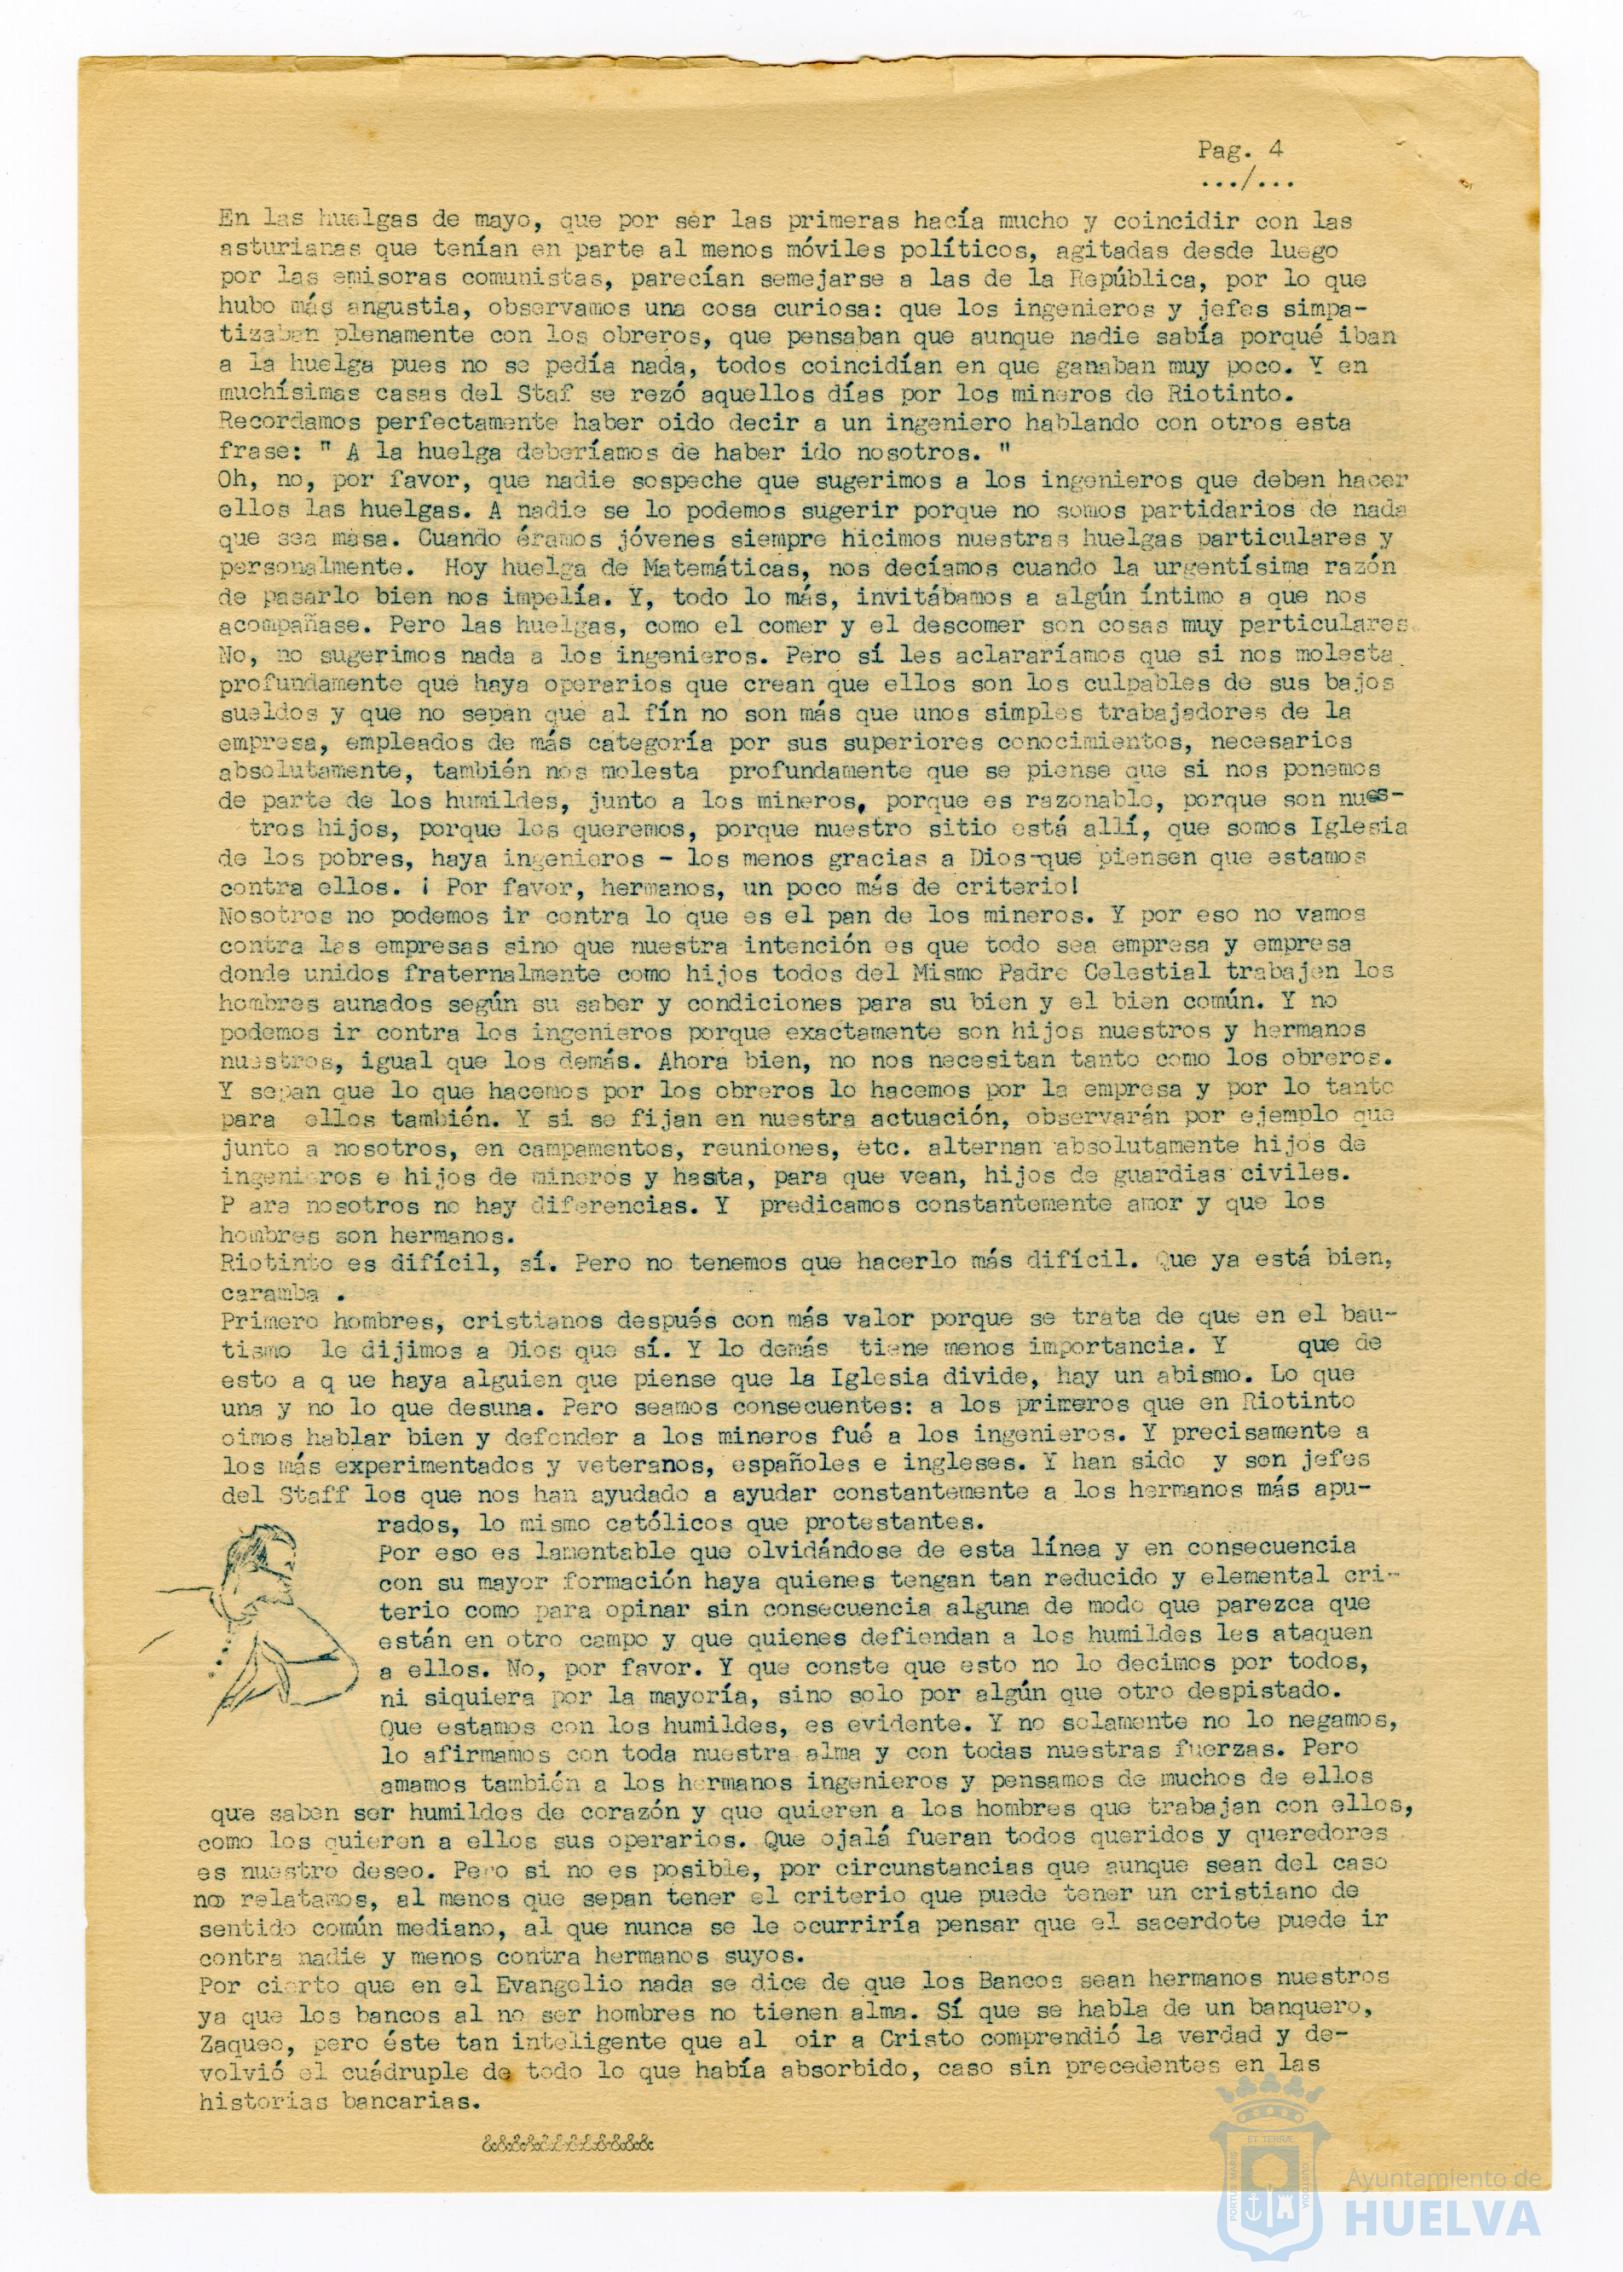 Pag. 4
.../...
En las huelgas de mayo, que por ser las primeras hacía mucho y coincidir con las
asturianas que tenían en parte al menos móviles políticos, agitadas desde luego
por las emisoras comunistas, parecían semejarse a las de la República, por lo que
hubo más angustia, observamos una cosa curiosa: que los ingenieros y jefes simpa-
tizaban plenamente con los obreros, que pensaban que aunque nadie sabía porqué iban
a la huelga pues no se pedía nada, todos coincidían en que ganaban muy poco. Y en
muchísimas casas del Staf se rezó aquellos días por los mineros de Riotinto.
Recordamos perfectamente haber oido decir a un ingeniero hablando con otros esta
frase: " A la huelga deberíamos de haber ido nosotros. "
Oh, no, por favor, que nadie sospeche que sugerimos a los ingenieros que deben hacer
ellos las huelgas. A nadie se lo podemos sugerir porque no somos partidarios de nada
que sea masa. Cuando éramos jóvenes siempre hicimos nuestras huelgas particulares y
personalmente. Hoy huelga de Matemáticas, nos decíamos cuando la urgentísima razón
de pasarlo bien nos impelía. Y, todo lo más, invitábamos a algún íntimo a que nos
acompañase. Pero las huelgas, como el comer y el descomer son cosas muy particulares.
No, no sugerimos nada a los ingenieros. Pero sí les aclararíamos que si nos molesta
profundamente que haya operarios que crean que ellos son los culpables de sus bajos
sueldos y que no sepan que al fín no son más que unos simples trabajadores de la
empresa, empleados de más categoría por sus superiores conocimientos, necesarios
absolutamente, también nos molesta profundamente que se piense que si nos ponemos
de parte de los humildes, junto a los mineros, porque es razonable, porque son nues-
tros hijos, porque los queremos, porque nuestro sitio está allí, que somos Iglesia
de los pobres, haya ingenieros - los menos gracias a Dios-que piensen que estamos
contra ellos. ¡ Por favor, hermanos, un poco más de criterio!
Nosotros no podemos ir contra lo que es el pan de los mineros. Y por eso no vamos
contra las empresas sino que nuestra intención es que todo sea empresa y empresa
donde unidos fraternalmente como hijos todos del Mismo Padre Celestial trabajen los
hombres aunados según su saber y condiciones para su bien y el bien común. Y no
podemos ir contra los ingenieros porque exactamente son hijos nuestros y hermanos
nuestros, igual que los demás. Ahora bien, no nos necesitan tanto como los obreros.
Y sepan que lo que hacemos por los obreros lo hacemos por la empresa y por lo tanto
para ellos también. Y si se fijan en nuestra actuación, observarán por ejemplo que
junto a nosotros, en campamentos, reuniones, etc. alternan absolutamente hijos de
ingenieros e hijos de mineros y hasta, para que vean, hijos de guardias civiles.
P ara nosotros no hay diferencias. Y predicamos constantemente amor y que los
hombres son hermanos.
Riotinto es difícil, sí. Pero no tenemos que hacerlo más difícil. Que ya está bien,
caramba .
Primero hombres, cristianos después con más valor porque se trata de que en el bau-
tismo le dijimos a Dios que sí. Y lo demás tiene menos importancia. Y que de
esto a q ue haya alguien que piense que la Iglesia divide, hay un abismo. Lo que
una y no lo que desuna. Pero seamos consecuentes: a los primeros que en Riotinto
oimos hablar bien y defender a los mineros fué a los ingenieros. Y precisamente a
los más experimentados y veteranos, españoles e ingleses. Y han sido y son jefes
del Staff los que nos han ayudado a ayudar constantemente a los hermanos más apu-
rados, lo mismo católicos que protestantes.
Por eso es lamentable que olvidándose de esta línea y en consecuencia
con su mayor formación haya quienes tengan tan reducido y elemental cri-
terio como para opinar sin consecuencia alguna de modo que parezca que
están en otro campo y que quienes defiendan a los humildes les ataquen
a ellos. No, por favor. Y que conste que esto no lo decimos por todos,
ni siquiera por la mayoría, sino solo por algún que otro despistado.
Que estamos con los humildes, es evidente. Y no solamente no lo negamos,
lo afirmamos con toda nuestra alma y con todas nuestras fuerzas. Pero
amamos también a los hermanos ingenieros y pensamos de muchos de ellos
que saben ser humildes de corazón y que quieren a los hombres que trabajan con ellos,
como los quieren a ellos sus operarios. Que ojalá fueran todos queridos y queredores
es nuestro deseo. Pero si no es posible, por circunstancias que aunque sean del caso
no relatamos, al menos que sepan tener el criterio que puede tener un cristiano de
sentido común mediano, al que nunca se le ocurriría pensar que el sacerdote puede ir
contra nadie y menos contra hermanos suyos.
Por cierto que en el Evangelio nada se dice de que los Bancos sean hermanos nuestros
ya que los bancos al no ser hombres no tienen alma. Sí que se habla de un banquero,
Zaqueo, pero éste tan inteligente que al oir a Cristo comprendió la verdad y de-
volvió el cuádruple de todo lo que había absorbido, caso sin precedentes en las
historias bancarias.
&&&&&&&&&&&&
PORTUS MARIS ET TERRAE CUSTODIA
Ayuntamiento de
HUELVA